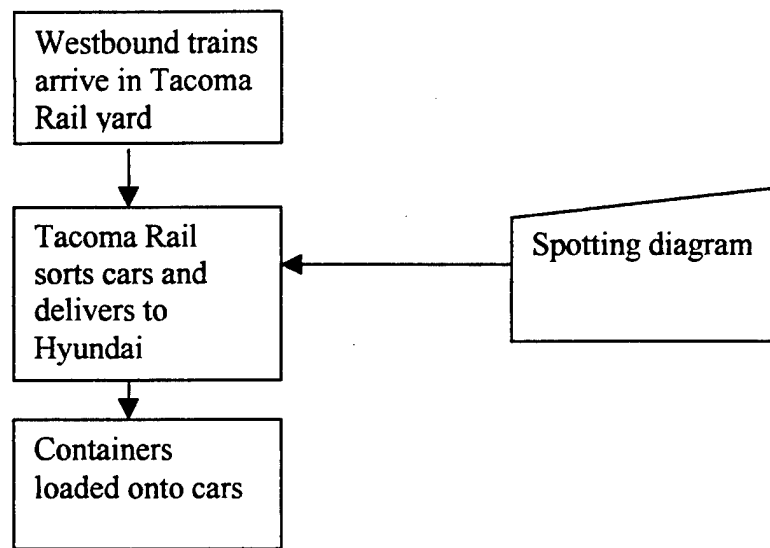 Westbound trains
arrive in Tacoma
Rail yard
Tacoma Rail
sorts cars and
delivers to
Hyundai
Spotting diagram
Containers
loaded onto cars